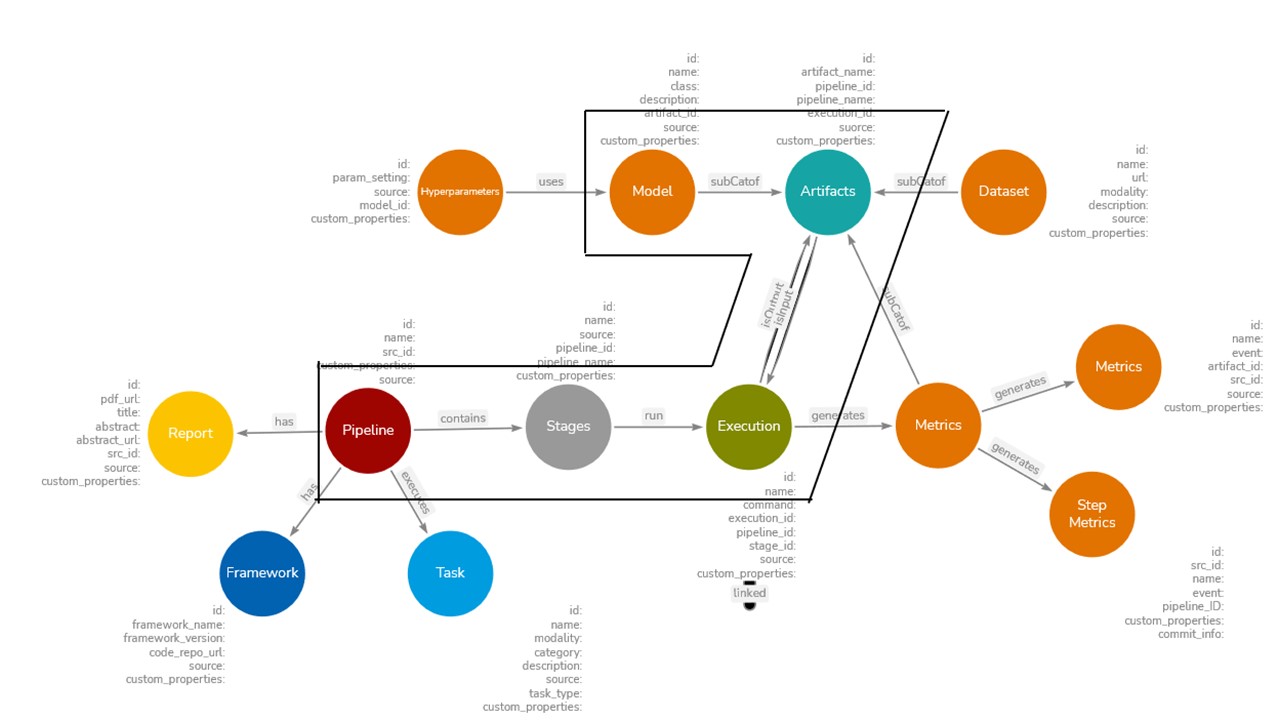 id:
name:
class:
description:
artifact_id:
source:
custom_properties:
id:
artifact_name:
pipeline_id:
pipeline_name:
execution_id:
suorce:
custom_properties:
id:
param_setting:
source:
model_id:
custom_properties:
Hyperparameters
uses
Model
subCatof
Artifacts
subCatof
Dataset
id:
name:
url:
modality:
description:
source:
custom_properties:
isOutput
isInput
subCatof
id:
name:
src_id:
custom_properties:
source:
id:
name:
source:
pipeline_id:
pipeline_name:
custom_properties:
id:
pdf_url:
title:
abstract:
abstract_url:
src_id:
source:
custom_properties:
Report
has
Pipeline
contains
Stages
run
Execution
generates
Metrics
generates
Metrics
id:
name:
event:
artifact_id:
src_id:
source:
custom_properties:
generates
Step
Metrics
id:
src_id:
name:
event:
pipeline_ID:
custom_properties:
commit_info:
has
executes
id:
name:
command:
execution_id:
pipeline_id:
stage_id:
source:
custom_properties:
linked
Framework
id:
framework_name:
framework_version:
code_repo_url:
source:
custom_properties:
Task
id:
name:
modality:
category:
description:
source:
task_type:
custom_properties: